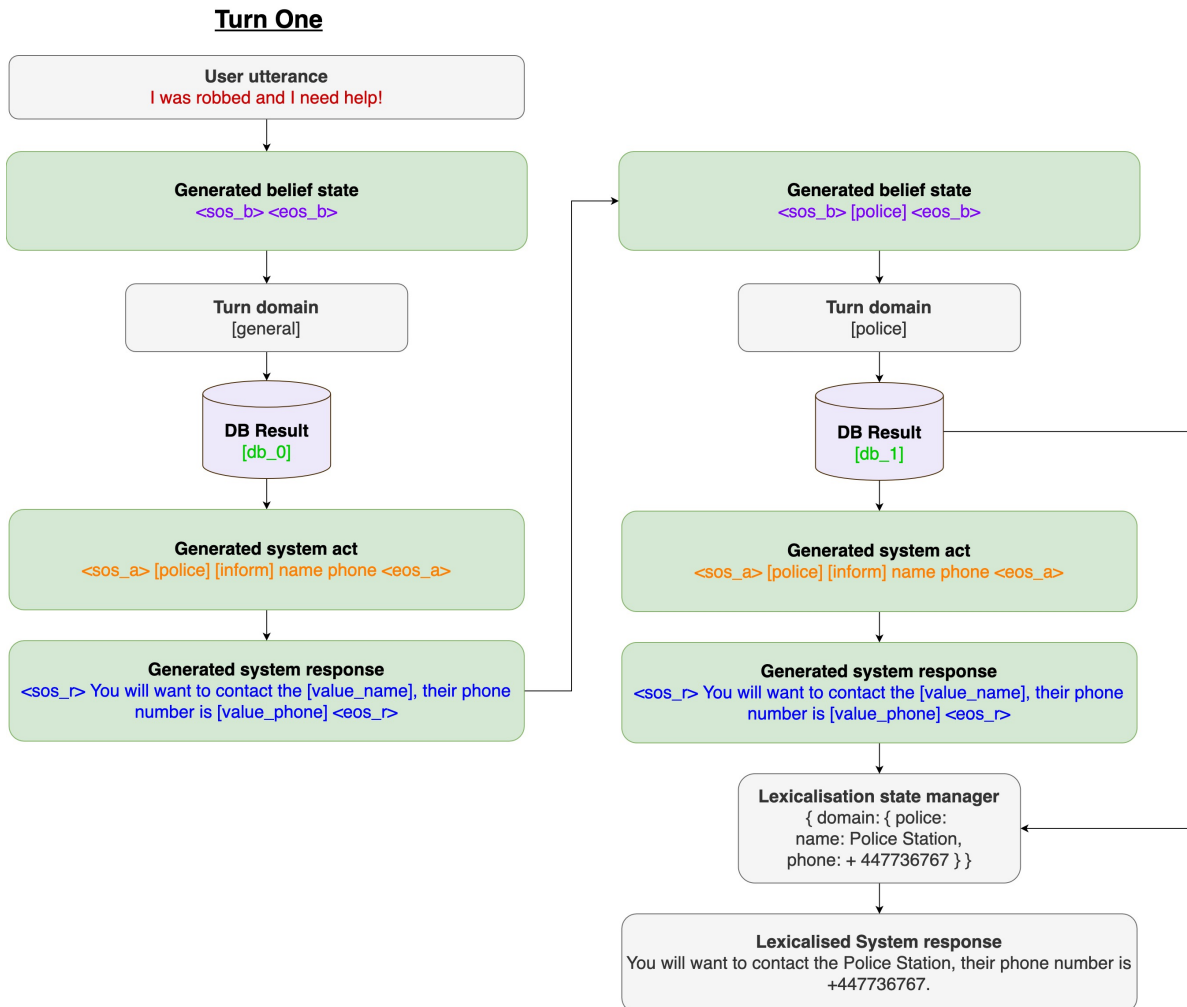 Turn One
User utterance
I was robbed and I need help!
Generated belief state
<sos_b> <eos_b>
Turn domain
[general]
DB Result
[db_0]
Generated system act
<sos_a> [police] [inform] name phone <eos_a>
Generated system response
<sos_r> You will want to contact the [value_name], their phone
number is [value_phone] <eos_r>
Generated belief state
<sos_b> [police] <eos_b>
Turn domain
[police]
DB Result
[db_1]
Generated system act
<sos_a> [police] [inform] name phone <eos_a>
Generated system response
<sos_r> You will want to contact the [value_name], their phone
number is [value_phone] <eos_r>
Lexicalisation state manager
{ domain: { police:
name: Police Station,
phone: + 447736767 } }
Lexicalised System response
You will want to contact the Police Station, their phone number is
+447736767.